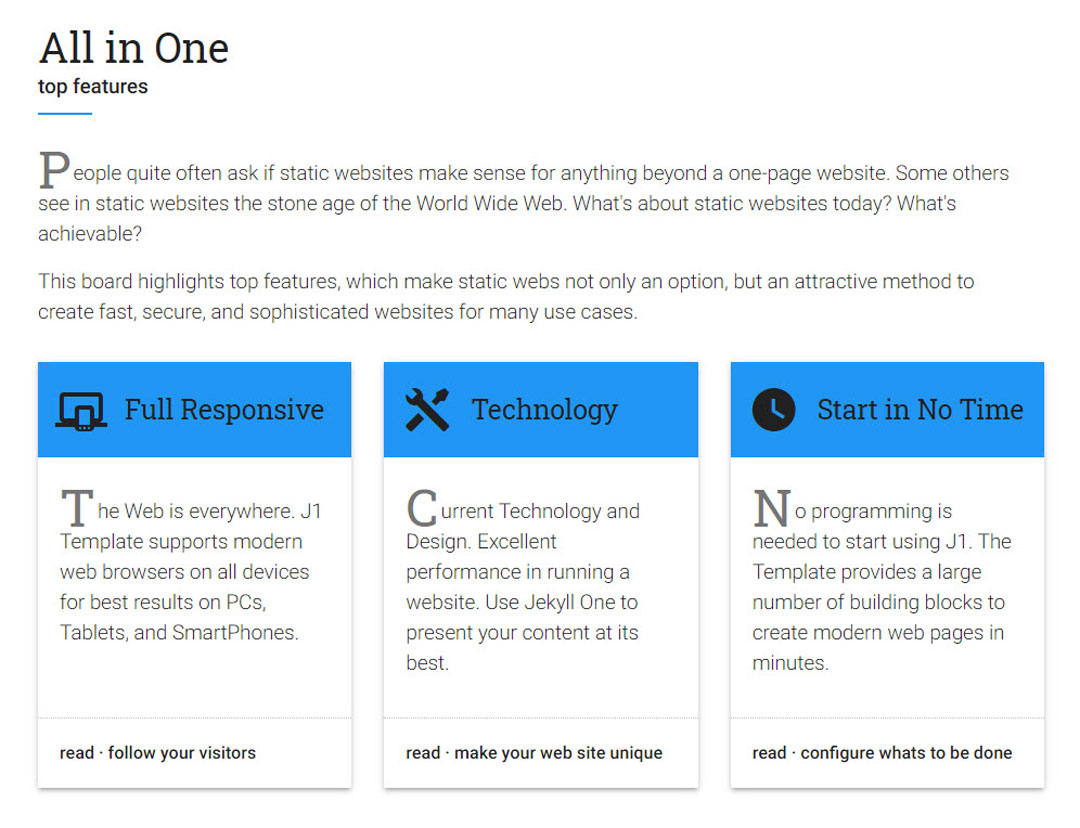 All in One
top features
People quite often ask if static websites make sense for anything beyond a one-page website. Some others
see in static websites the stone age of the World Wide Web. What's about static websites today? What's
achievable?
This board highlights top features, which make static webs not only an option, but an attractive method to
create fast, secure, and sophisticated websites for many use cases.
Full Responsive
The Web is everywhere. J1
Template supports modern
web browsers on all devices
for best results on PCs,
Tablets, and SmartPhones.
read · follow your visitors
Technology
Current Technology and
Design. Excellent
performance in running a
website. Use Jekyll One to
present your content at its
best.
read · make your web site unique
Start in No Time
No programming is
needed to start using J1. The
Template provides a large
number of building blocks to
create modern web pages in
minutes.
read · configure whats to be done